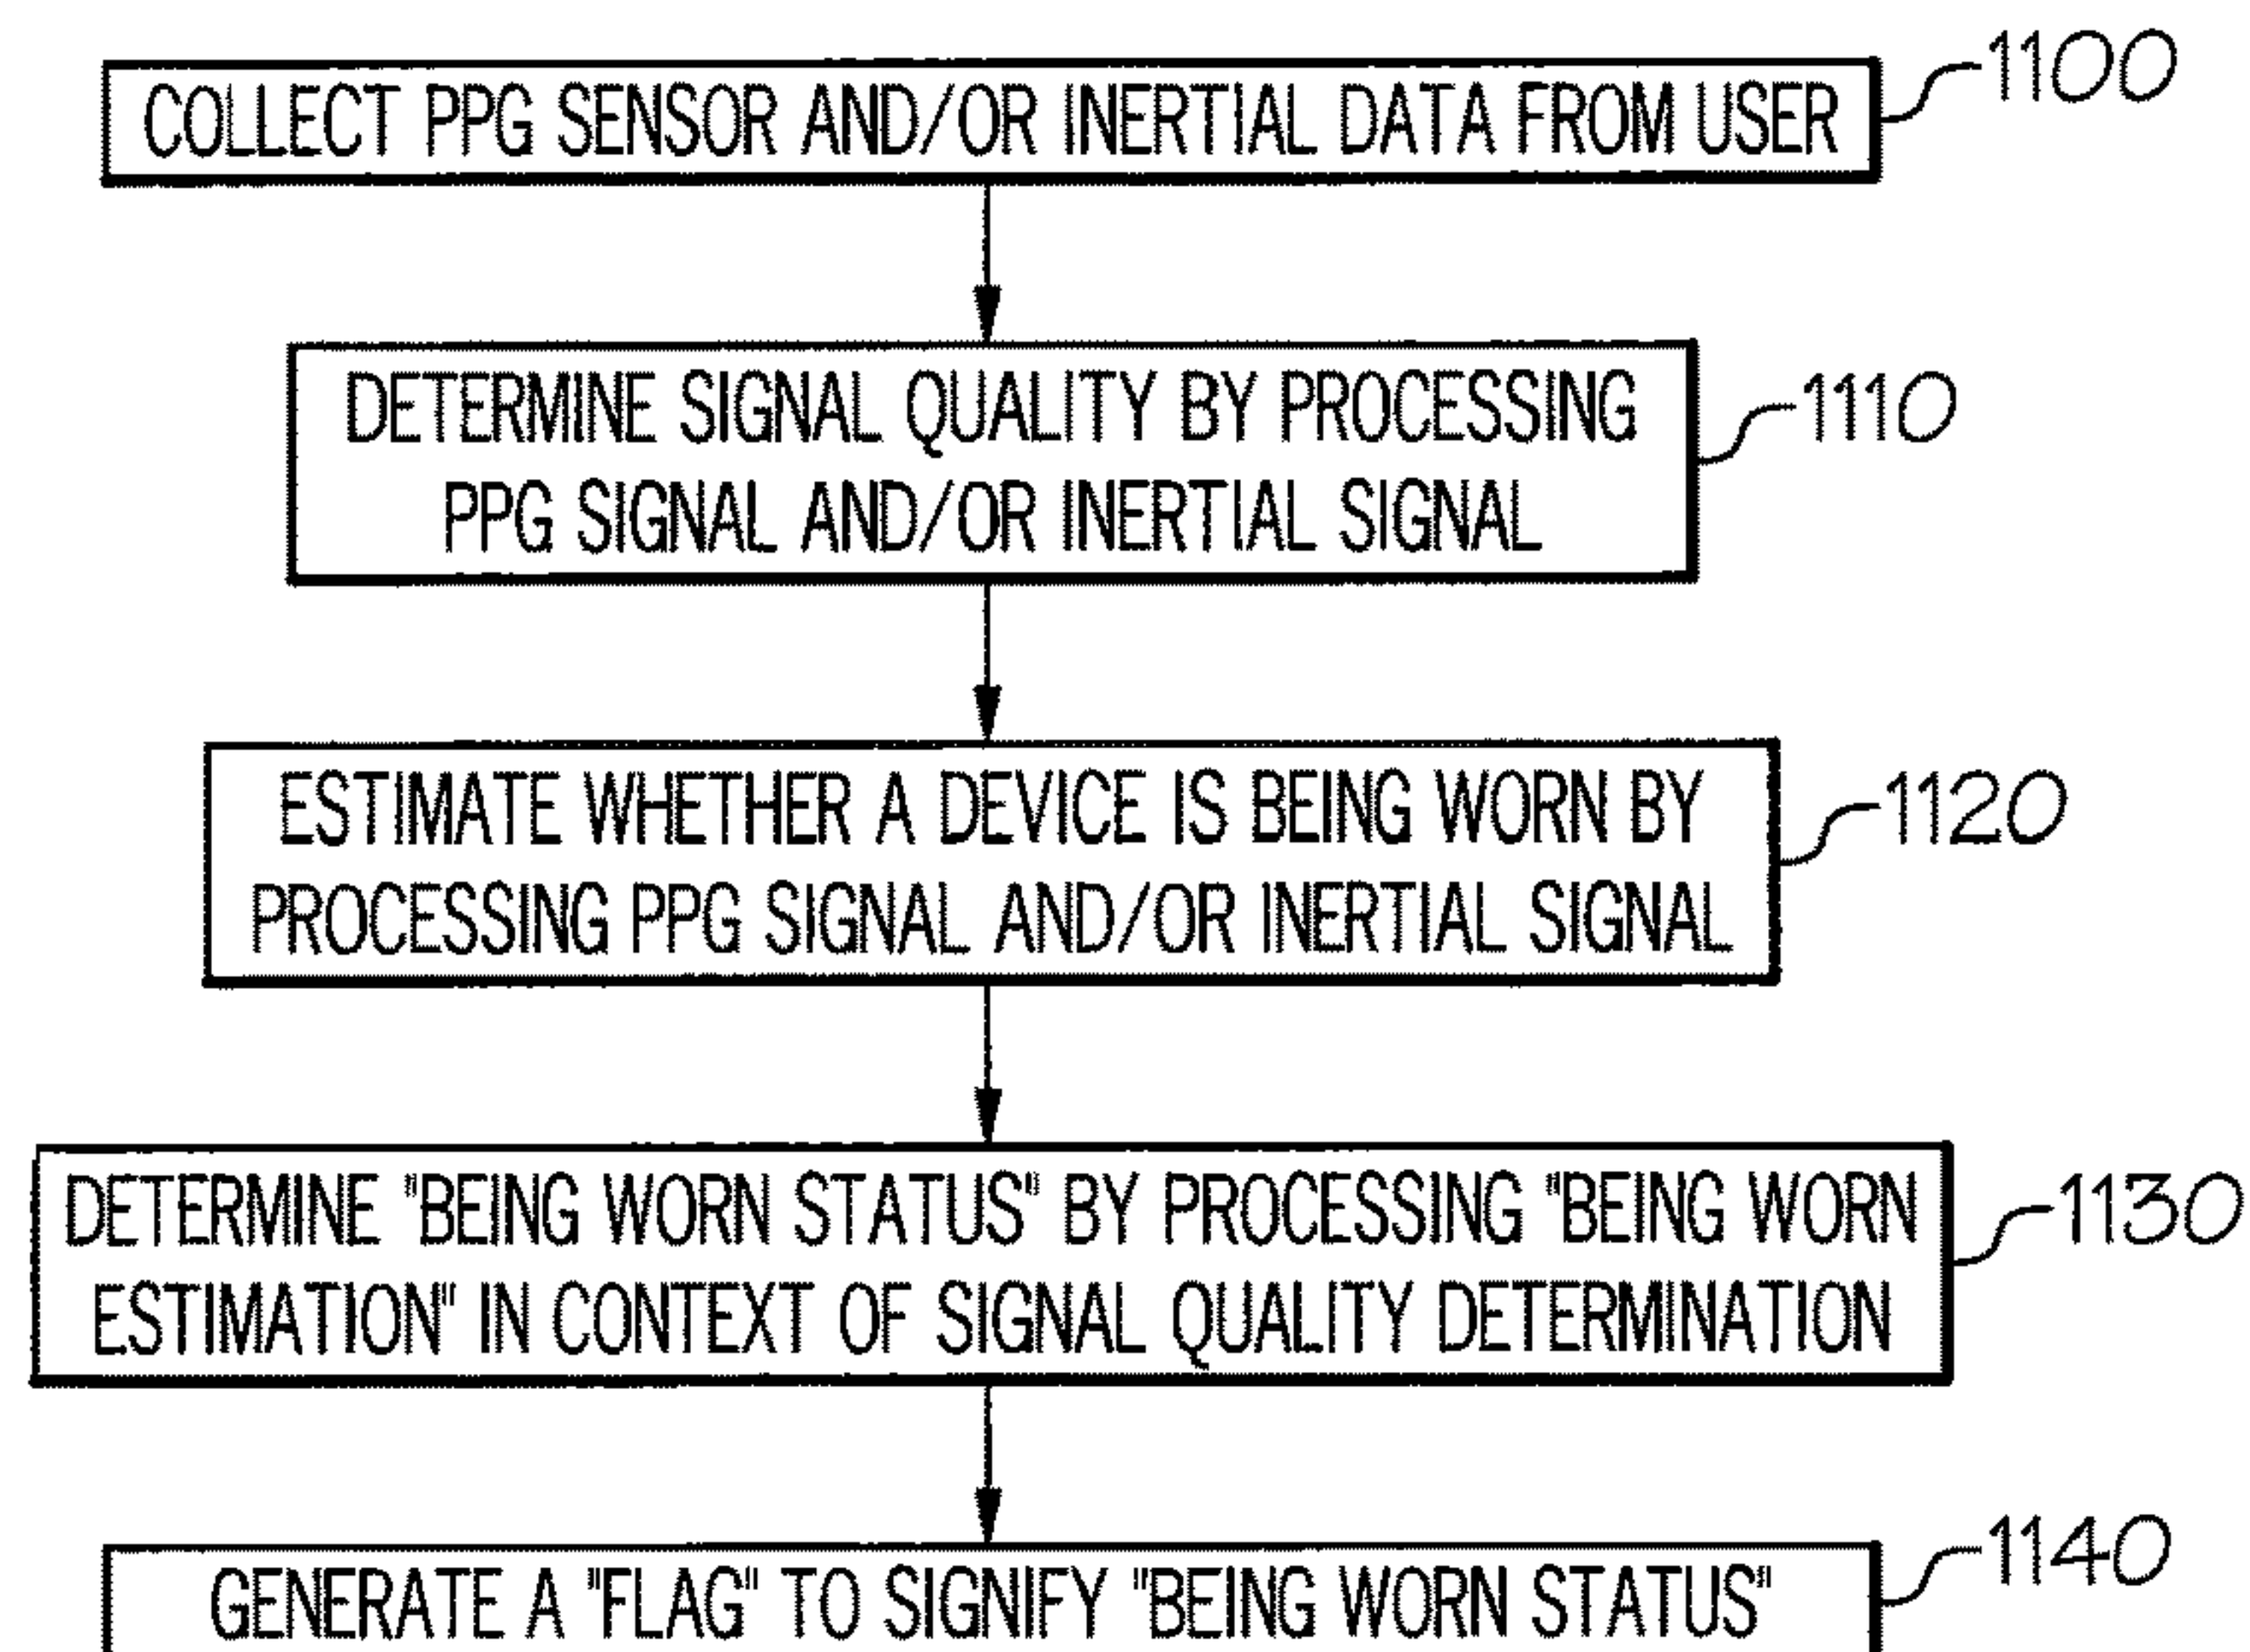 COLLECT PPG SENSOR AND/OR INERTIAL DATA FROM USER
1100
DETERMINE SIGNAL QUALITY BY PROCESSING
PPG SIGNAL AND/OR INERTIAL SIGNAL
1110
ESTIMATE WHETHER A DEVICE IS BEING WORN BY
PROCESSING PPG SIGNAL AND/OR INERTIAL SIGNAL
1120
DETERMINE "BEING WORN STATUS" BY PROCESSING "BEING WORN
ESTIMATION" IN CONTEXT OF SIGNAL QUALITY DETERMINATION
1130
GENERATE A "FLAG" TO SIGNIFY "BEING WORN STATUS"
1140